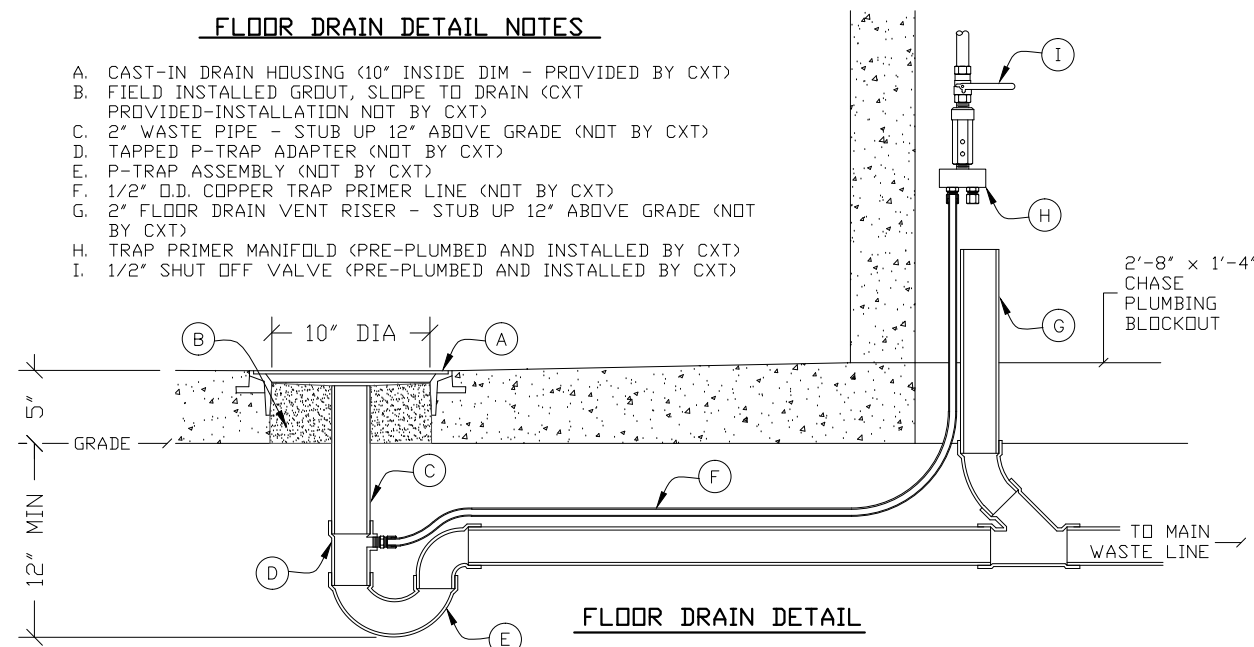 FLOOR DRAIN DETAIL NOTES
A. CAST-IN DRAIN HOUSING (10" INSIDE DIM - PROVIDED BY CXT)
B. FIELD INSTALLED GROUT, SLOPE TO DRAIN (CXT
PROVIDED-INSTALLATION NOT BY CXT)
C. 2" WASTE PIPE - STUB UP 12" ABOVE GRADE (NOT BY CXT)
D. TAPPED P-TRAP ADAPTER (NOT BY CXT)
E. P-TRAP ASSEMBLY (NOT BY CXT)
F. 1/2" O.D. COPPER TRAP PRIMER LINE (NOT BY CXT)
G. 2" FLOOR DRAIN VENT RISER - STUB UP 12" ABOVE GRADE (NOT
BY CXT)
H. TRAP PRIMER MANIFOLD (PRE-PLUMBED AND INSTALLED BY CXT)
I. 1/2" SHUT OFF VALVE (PRE-PLUMBED AND INSTALLED BY CXT)
I
H
2'-8" x 1'-4"
CHASE
PLUMBING
BLOCKOUT
G
B
10" DIA
A
5"
GRADE
12" MIN
C
F
D
E
TO MAIN
WASTE LINE
FLOOR DRAIN DETAIL